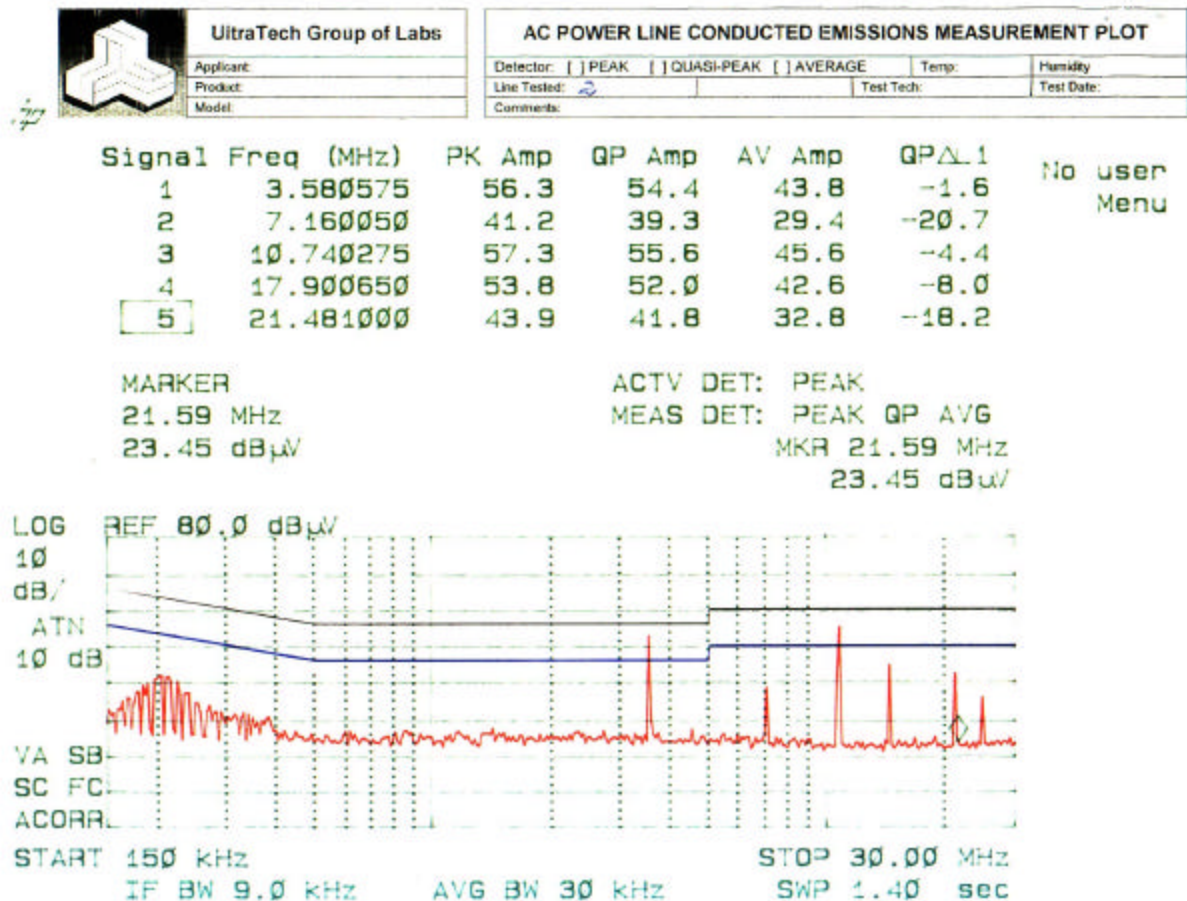 UltraTech Group of Labs
Applicant:
Product:
Model:
AC POWER LINE CONDUCTED EMISSIONS MEASUREMENT PLOT
Detector: [ ] PEAK [ ] QUASI-PEAK [ ] AVERAGE Temp: Humidity
Line Tested: 2 Test Tech: Test Date:
Comments:
Signal Freq (MHz) PK Amp QP Amp AV Amp QP△L1
1 3.580575 56.3 54.4 43.8 -1.6
2 7.160050 41.2 39.3 29.4 -20.7
3 10.740275 57.3 55.6 45.6 -4.4
4 17.900650 53.8 52.0 42.6 -8.0
5 21.481000 43.9 41.8 32.8 -18.2
No user
Menu
MARKER
21.59 MHz
23.45 dBµV
ACTV DET: PEAK
MEAS DET: PEAK QP AVG
MKR 21.59 MHz
23.45 dBµV
LOG REF 80.0 dBµV
10
dB/
ATN
10 dB
VA SB
SC FC
ACORR
START 150 kHz STOP 30.00 MHz
IF BW 9.0 kHz AVG BW 30 kHz SWP 1.40 sec